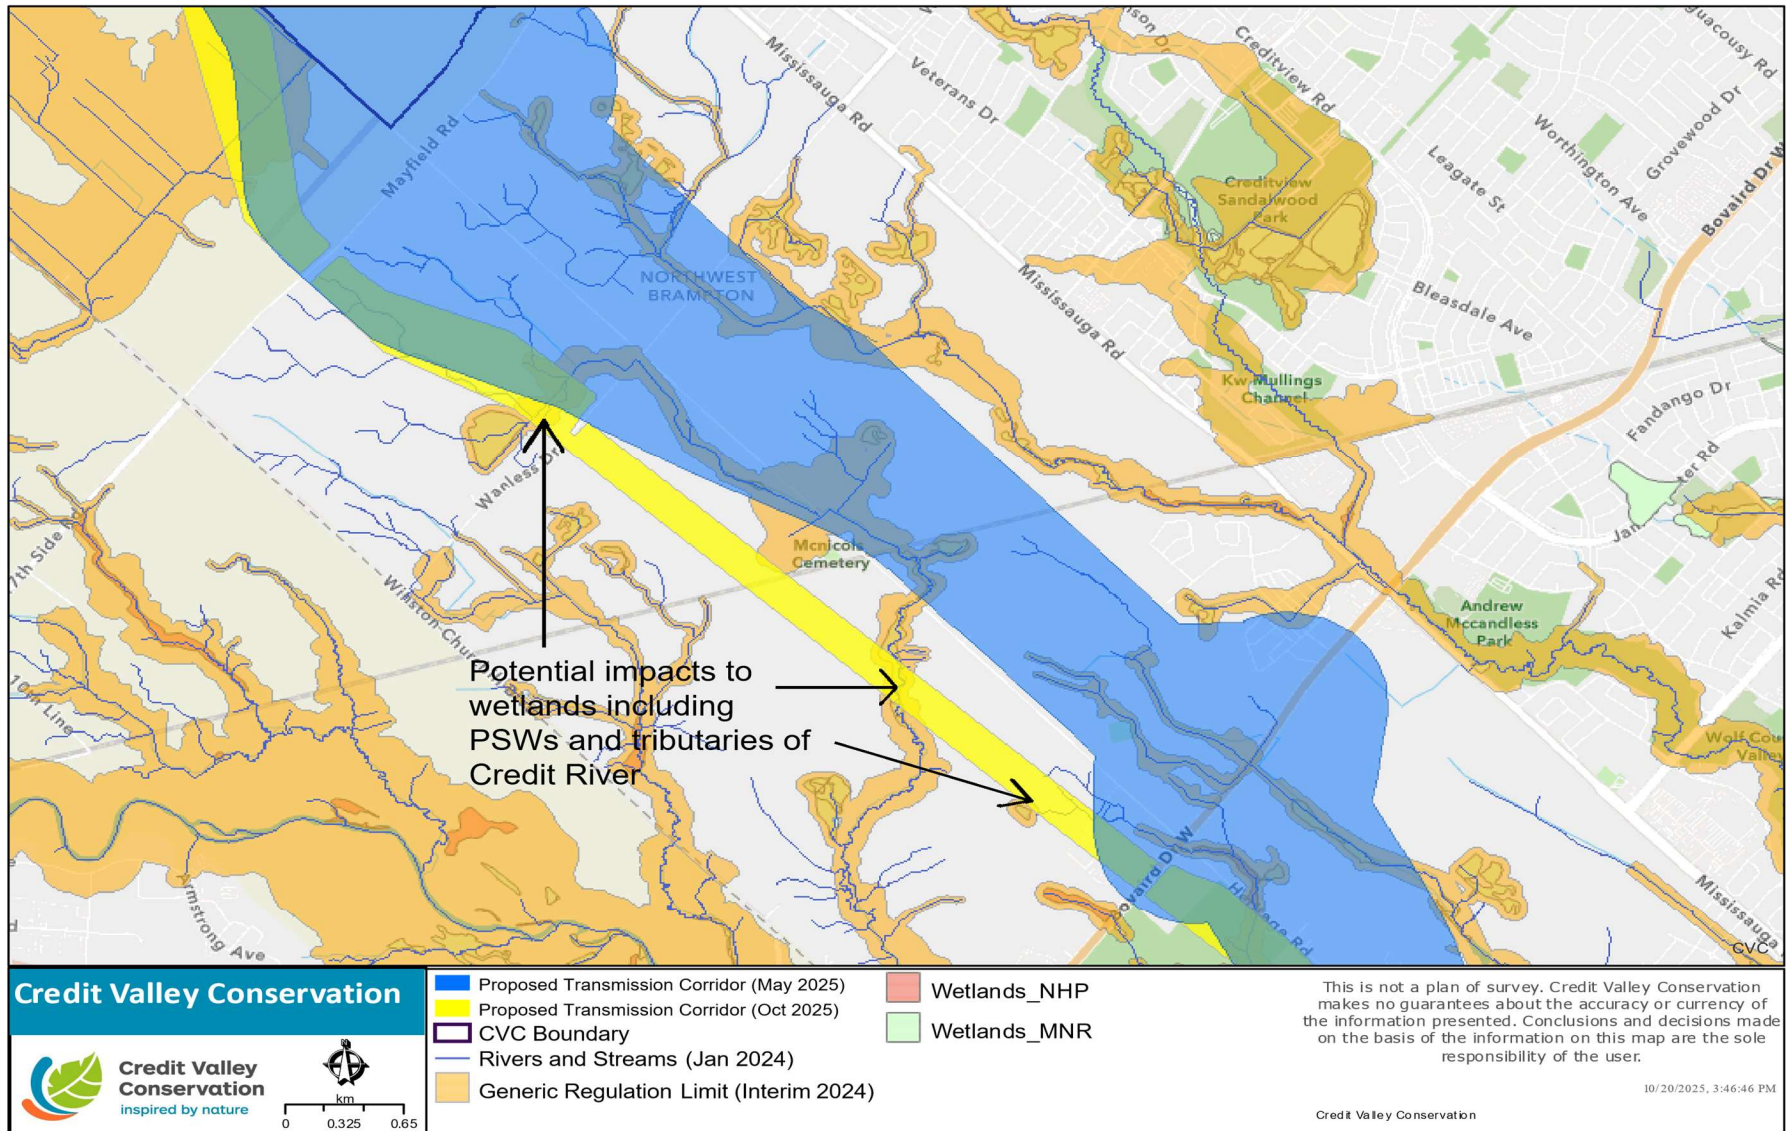 Mississauga Rd
Veterans Dr
Creditview Rd
Worthington Ave
Grovewood Dr
Leagate St
Bovaird Dr W
Mayfield Rd
Creditview
Sandalwood
Park
NORTHWEST
BRAMPTON
Mississauga Rd
Bleasdale Ave
Kw Mullings
Channel
Fandango Dr
Wanless Dr
Mcnicols
Cemetery
Winston-Churc
10th Line
Andrew
Mccandless
Park
Kalmia Rd
Potential impacts to
wetlands including
PSWs and tributaries of
Credit River
Bovaird Dr W
Heritage Rd
Mississauga
Armstrong Ave
CVC
Credit Valley Conservation
Credit Valley
Conservation
inspired by nature
km
0 0.325 0.65
Proposed Transmission Corridor (May 2025)
Proposed Transmission Corridor (Oct 2025)
CVC Boundary
Rivers and Streams (Jan 2024)
Generic Regulation Limit (Interim 2024)
Wetlands_NHP
Wetlands_MNR
This is not a plan of survey. Credit Valley Conservation
makes no guarantees about the accuracy or currency of
the information presented. Conclusions and decisions made
on the basis of the information on this map are the sole
responsibility of the user.
10/20/2025, 3:46:46 PM
Credit Valley Conservation